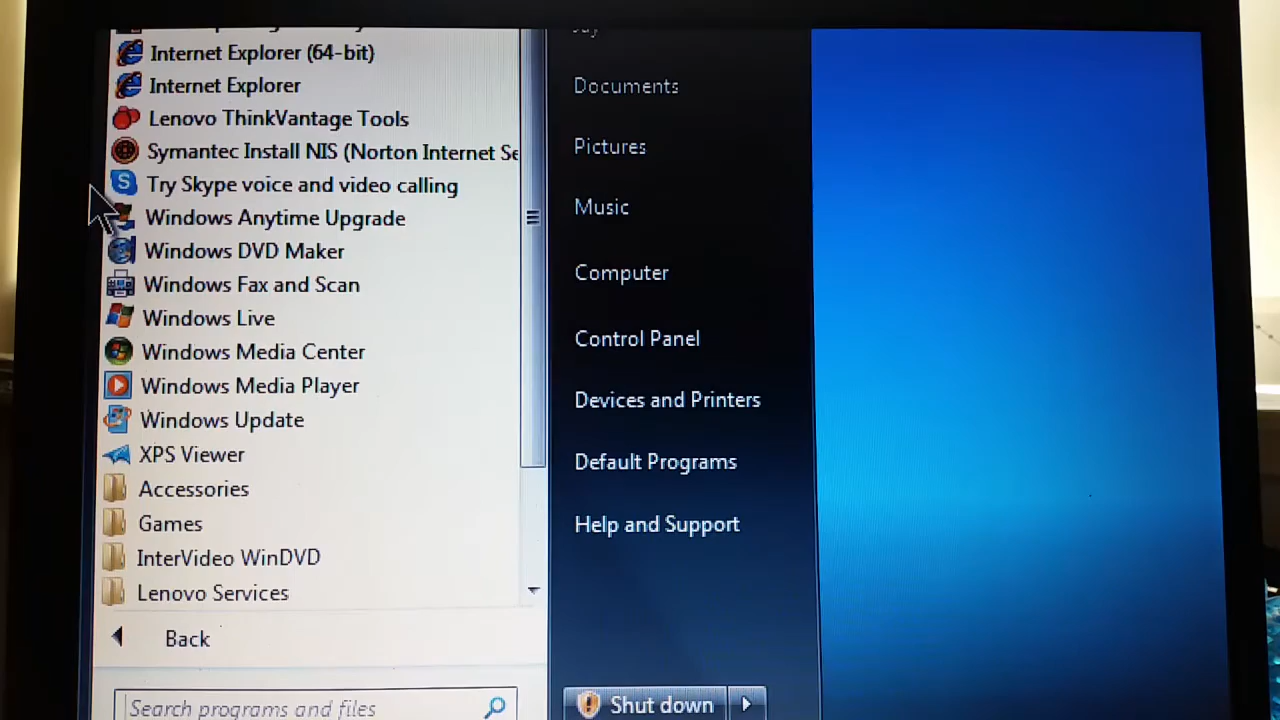 Internet Explorer (64-bit)
Internet Explorer
Lenovo ThinkVantage Tools
Symantec Install NIS (Norton Internet Se
Try Skype voice and video calling
Windows Anytime Upgrade
Windows DVD Maker
Windows Fax and Scan
Windows Live
Windows Media Center
Windows Media Player
Windows Update
XPS Viewer
Accessories
Games
InterVideo WinDVD
Lenovo Services
Back
Search programs and files
Documents
Pictures
Music
Computer
Control Panel
Devices and Printers
Default Programs
Help and Support
Shut down